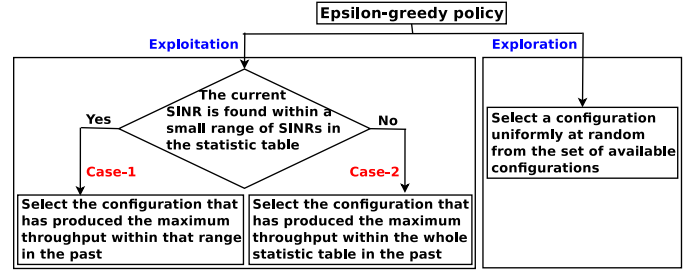 Epsilon-greedy policy
Exploitation
Exploration
The current
SINR is found within a
small range of SINRs in
the statistic table
Yes
No
Case-1
Case-2
Select the configuration that
has produced the maximum
throughput within that range
in the past
Select the configuration that
has produced the maximum
throughput within the whole
statistic table in the past
Select a configuration
uniformly at random
from the set of available
configurations